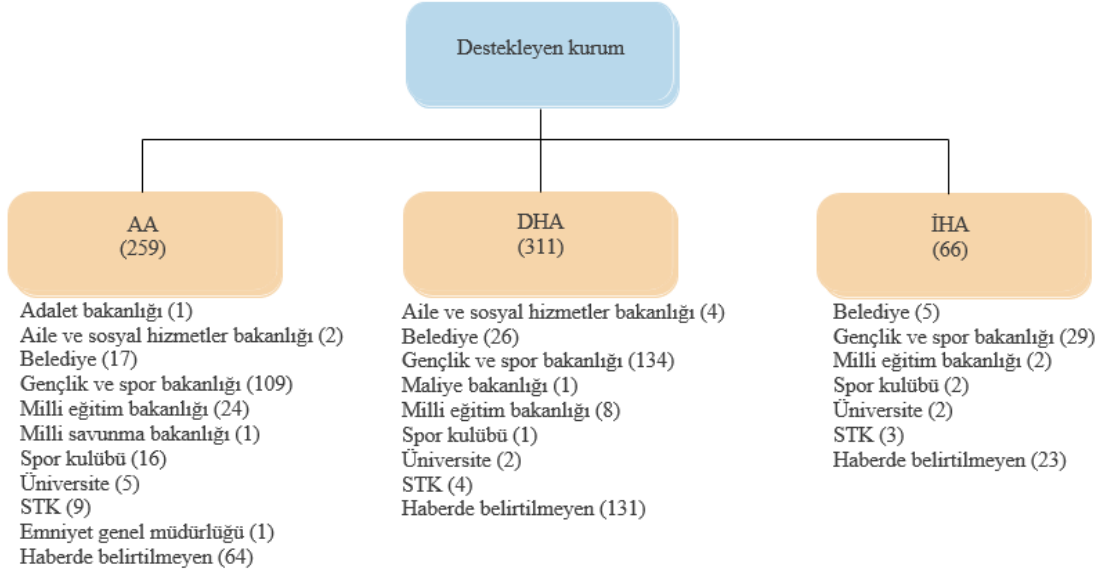 Destekleyen kurum
AA
(259)
Adalet bakanlığı (1)
Aile ve sosyal hizmetler bakanlığı (2)
Belediye (17)
Gençlik ve spor bakanlığı (109)
Milli eğitim bakanlığı (24)
Milli savunma bakanlığı (1)
Spor kulübü (16)
Üniversite (5)
STK (9)
Emniyet genel müdürlüğü (1)
Haberde belirtilmeyen (64)
DHA
(311)
Aile ve sosyal hizmetler bakanlığı (4)
Belediye (26)
Gençlik ve spor bakanlığı (134)
Maliye bakanlığı (1)
Milli eğitim bakanlığı (8)
Spor kulübü (1)
Üniversite (2)
STK (4)
Haberde belirtilmeyen (131)
İHA
(66)
Belediye (5)
Gençlik ve spor bakanlığı (29)
Milli eğitim bakanlığı (2)
Spor kulübü (2)
Üniversite (2)
STK (3)
Haberde belirtilmeyen (23)